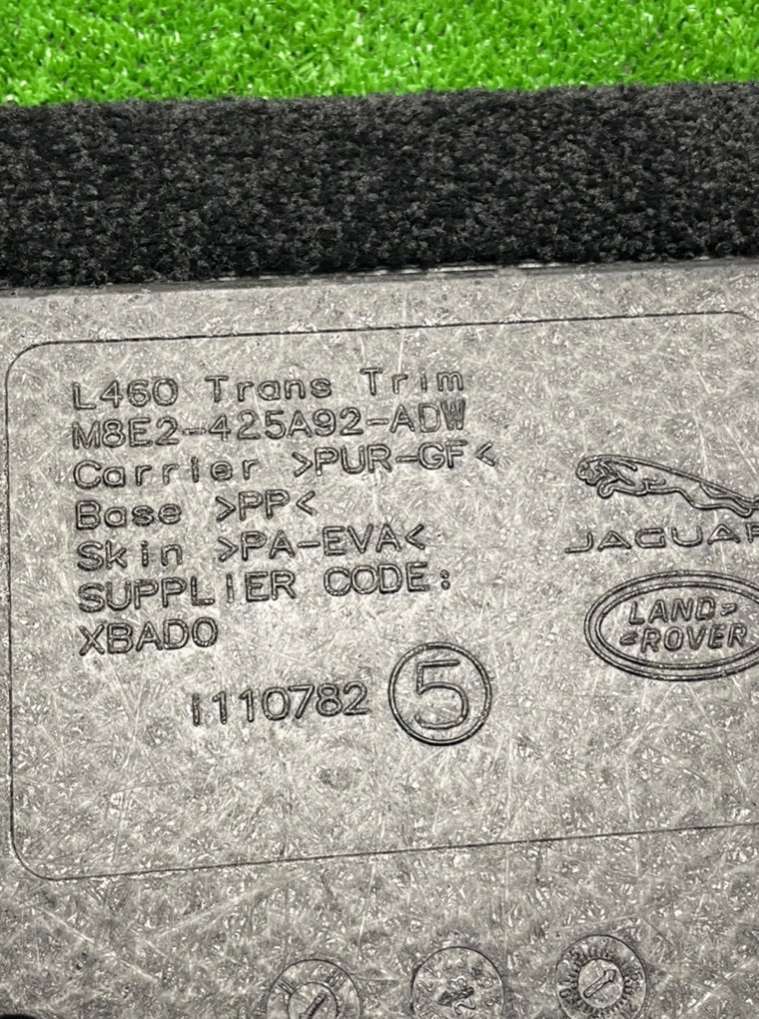 L460 Trans Trim
M8E2-425A92-ADW
Carrier >PUR-GF<
Base >PP<
Skin >PA-EVA<
SUPPLIER CODE:
XBADO
1110782 5
JAGUAR
LAND
ROVER